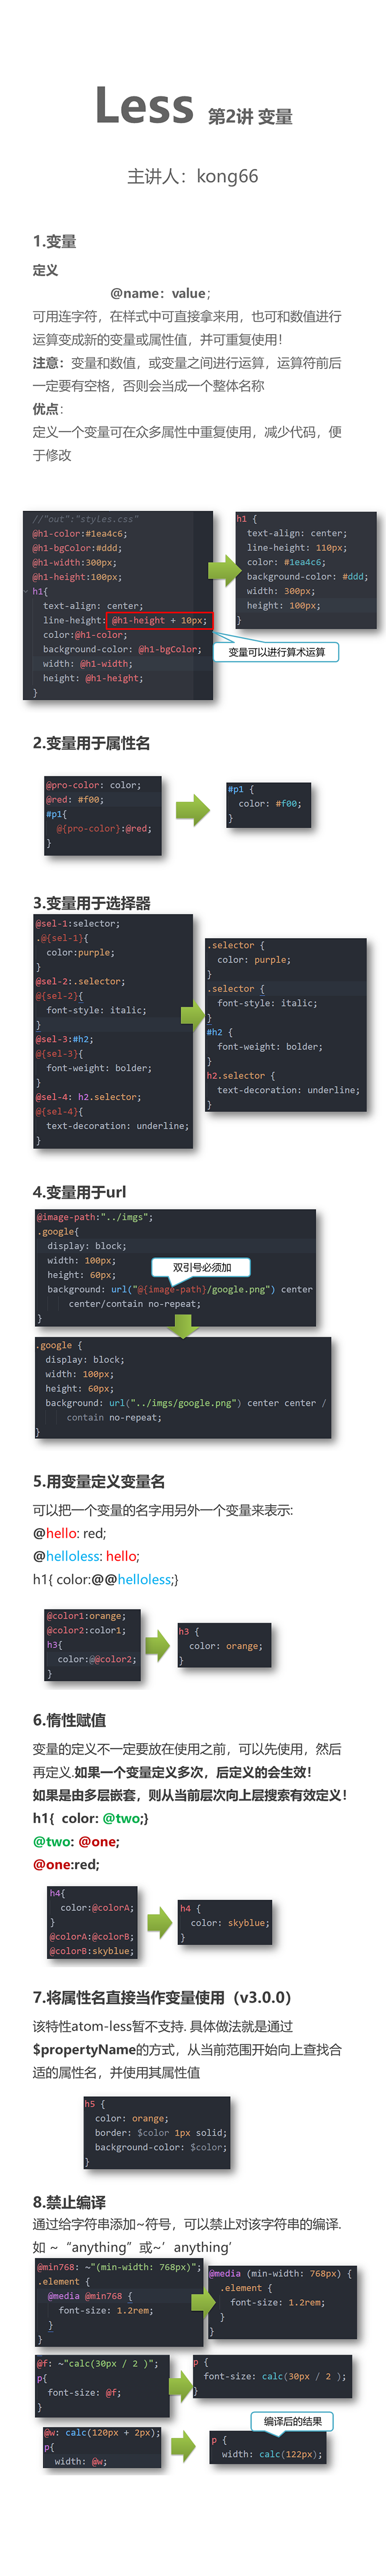 Less 第2讲 变量
主讲人：kong66
1.变量
定义
@name：value；
可用连字符，在样式中可直接拿来用，也可和数值进行
运算变成新的变量或属性值，并可重复使用！
注意：变量和数值，或变量之间进行运算，运算符前后
一定要有空格，否则会当成一个整体名称
优点：
定义一个变量可在众多属性中重复使用，减少代码，便
于修改
//"out":"styles.css"
@h1-color:#1ea4c6;
@h1-bgColor:#ddd;
@h1-width:300px;
@h1-height:100px;
h1{
text-align: center;
line-height: @h1-height + 10px;
color:@h1-color;
background-color: @h1-bgColor;
width: @h1-width;
height: @h1-height;
}
h1 {
text-align: center;
line-height: 110px;
color: #1ea4c6;
background-color: #ddd;
width: 300px;
height: 100px;
}
变量可以进行算术运算
2.变量用于属性名
@pro-color: color;
@red: #f00;
#p1{
@{pro-color}:@red;
}
#p1 {
color: #f00;
}
3.变量用于选择器
@sel-1:selector;
.@{sel-1}{
color:purple;
}
@sel-2:.selector;
@{sel-2}{
font-style: italic;
}
@sel-3:#h2;
@{sel-3}{
font-weight: bolder;
}
@sel-4: h2.selector;
@{sel-4}{
text-decoration: underline;
}
.selector {
color: purple;
}
.selector {
font-style: italic;
}
#h2 {
font-weight: bolder;
}
h2.selector {
text-decoration: underline;
}
4.变量用于url
@image-path:"../imgs";
.google{
display: block;
width: 100px;
height: 60px;
background: url("@{image-path}/google.png") center
center/contain no-repeat;
}
双引号必须加
.google {
display: block;
width: 100px;
height: 60px;
background: url("../imgs/google.png") center center /
contain no-repeat;
}
5.用变量定义变量名
可以把一个变量的名字用另外一个变量来表示:
@hello: red;
@helloless: hello;
h1{ color:@@helloless;}
@color1:orange;
@color2:color1;
h3{
color:@@color2;
}
h3 {
color: orange;
}
6.惰性赋值
变量的定义不一定要放在使用之前，可以先使用，然后
再定义.如果一个变量定义多次，后定义的会生效！
如果是由多层嵌套，则从当前层次向上层搜索有效定义！
h1{ color: @two;}
@two: @one;
@one:red;
h4{
color:@colorA;
}
@colorA:@colorB;
@colorB:skyblue;
h4 {
color: skyblue;
}
7.将属性名直接当作变量使用（v3.0.0）
该特性atom-less暂不支持. 具体做法就是通过
$propertyName的方式，从当前范围开始向上查找合
适的属性名，并使用其属性值
h5 {
color: orange;
border: $color 1px solid;
background-color: $color;
}
8.禁止编译
通过给字符串添加~符号，可以禁止对该字符串的编译.
如 ~“anything”或~’anything’
@min768: ~"(min-width: 768px)";
.element {
@media @min768 {
font-size: 1.2rem;
}
}
@media (min-width: 768px) {
.element {
font-size: 1.2rem;
}
}
@f: ~"calc(30px / 2 )";
p{
font-size: @f;
}
p {
font-size: calc(30px / 2 );
}
编译后的结果
@w: calc(120px + 2px);
p{
width: @w;
p {
width: calc(122px);